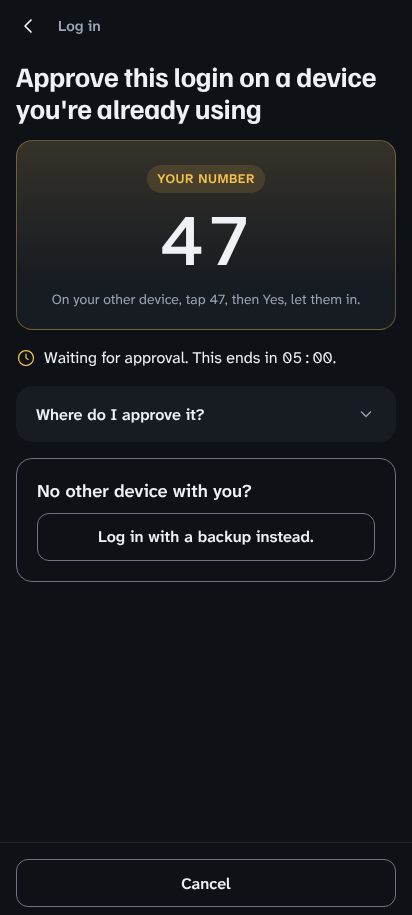 Log in
Approve this login on a device
you're already using
YOUR NUMBER
47
On your other device, tap 47, then Yes, let them in.
Waiting for approval. This ends in 05:00.
Where do I approve it?
No other device with you?
Log in with a backup instead.
Cancel